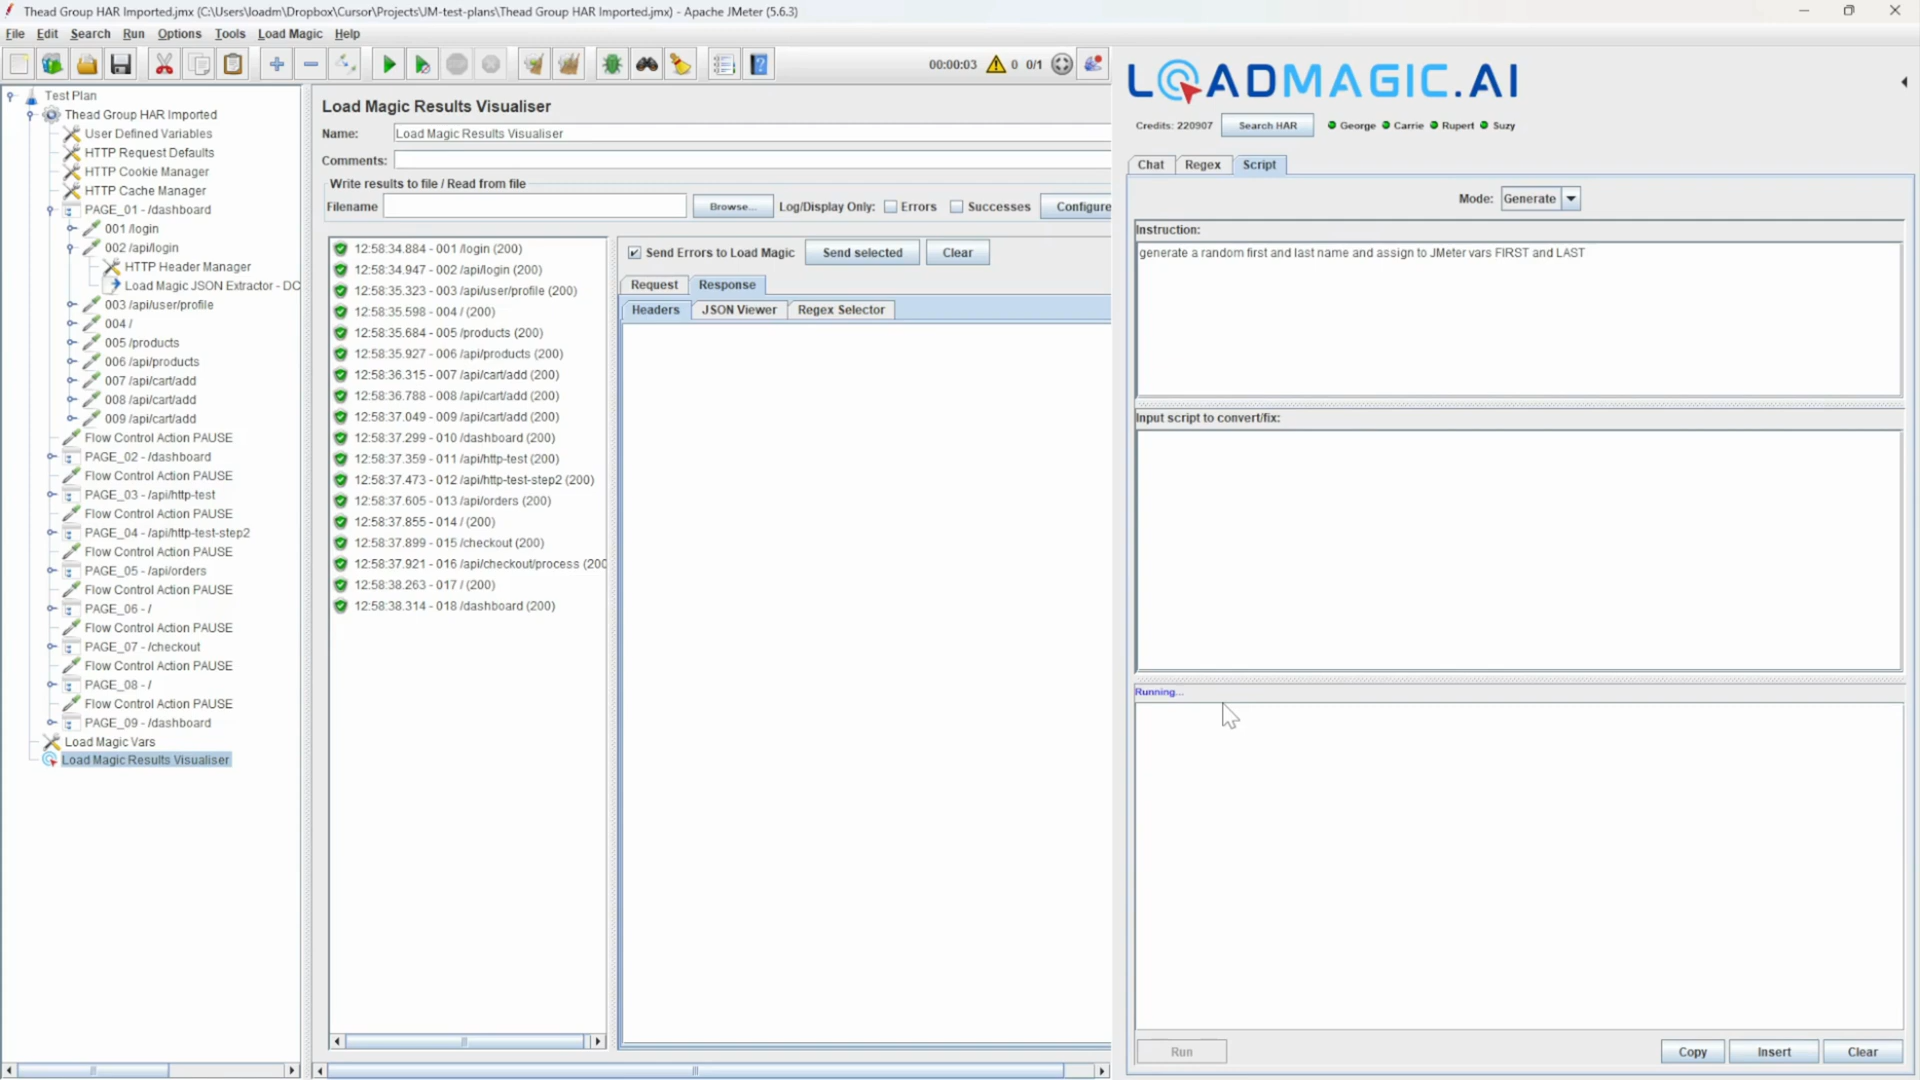 Thead Group HAR Imported.jmx (C:\Users\loadm\Dropbox\Cursor\Projects\JM-test-plans\Thead Group HAR Imported.jmx) - Apache JMeter (5.6.3)
File Edit Search Run Options Tools Load Magic Help
00:00:03 0 0/1
Test Plan
Thead Group HAR Imported
User Defined Variables
HTTP Request Defaults
HTTP Cookie Manager
HTTP Cache Manager
PAGE_01 - /dashboard
001 /login
002 /api/login
HTTP Header Manager
Load Magic JSON Extractor - DC
003 /api/user/profile
004 /
005 /products
006 /api/products
007 /api/cart/add
008 /api/cart/add
009 /api/cart/add
Flow Control Action PAUSE
PAGE_02 - /dashboard
Flow Control Action PAUSE
PAGE_03 - /api/http-test
Flow Control Action PAUSE
PAGE_04 - /api/http-test-step2
Flow Control Action PAUSE
PAGE_05 - /api/orders
Flow Control Action PAUSE
PAGE_06 - /
Flow Control Action PAUSE
PAGE_07 - /checkout
Flow Control Action PAUSE
PAGE_08 - /
Flow Control Action PAUSE
PAGE_09 - /dashboard
Load Magic Vars
Load Magic Results Visualiser
Load Magic Results Visualiser
Name: Load Magic Results Visualiser
Comments:
Write results to file / Read from file
Filename Browse... Log/Display Only: Errors Successes Configure
12:58:34.884 - 001 /login (200)
12:58:34.947 - 002 /api/login (200)
12:58:35.323 - 003 /api/user/profile (200)
12:58:35.598 - 004 / (200)
12:58:35.684 - 005 /products (200)
12:58:35.927 - 006 /api/products (200)
12:58:36.315 - 007 /api/cart/add (200)
12:58:36.788 - 008 /api/cart/add (200)
12:58:37.049 - 009 /api/cart/add (200)
12:58:37.299 - 010 /dashboard (200)
12:58:37.359 - 011 /api/http-test (200)
12:58:37.473 - 012 /api/http-test-step2 (200)
12:58:37.605 - 013 /api/orders (200)
12:58:37.855 - 014 / (200)
12:58:37.899 - 015 /checkout (200)
12:58:37.921 - 016 /api/checkout/process (200
12:58:38.263 - 017 / (200)
12:58:38.314 - 018 /dashboard (200)
Send Errors to Load Magic Send selected Clear
Request Response
Headers JSON Viewer Regex Selector
LOADMAGIC.AI
Credits: 220907 Search HAR George Carrie Rupert Suzy
Chat Regex Script
Mode: Generate
Instruction:
generate a random first and last name and assign to JMeter vars FIRST and LAST
Input script to convert/fix:
Running...
Run Copy Insert Clear